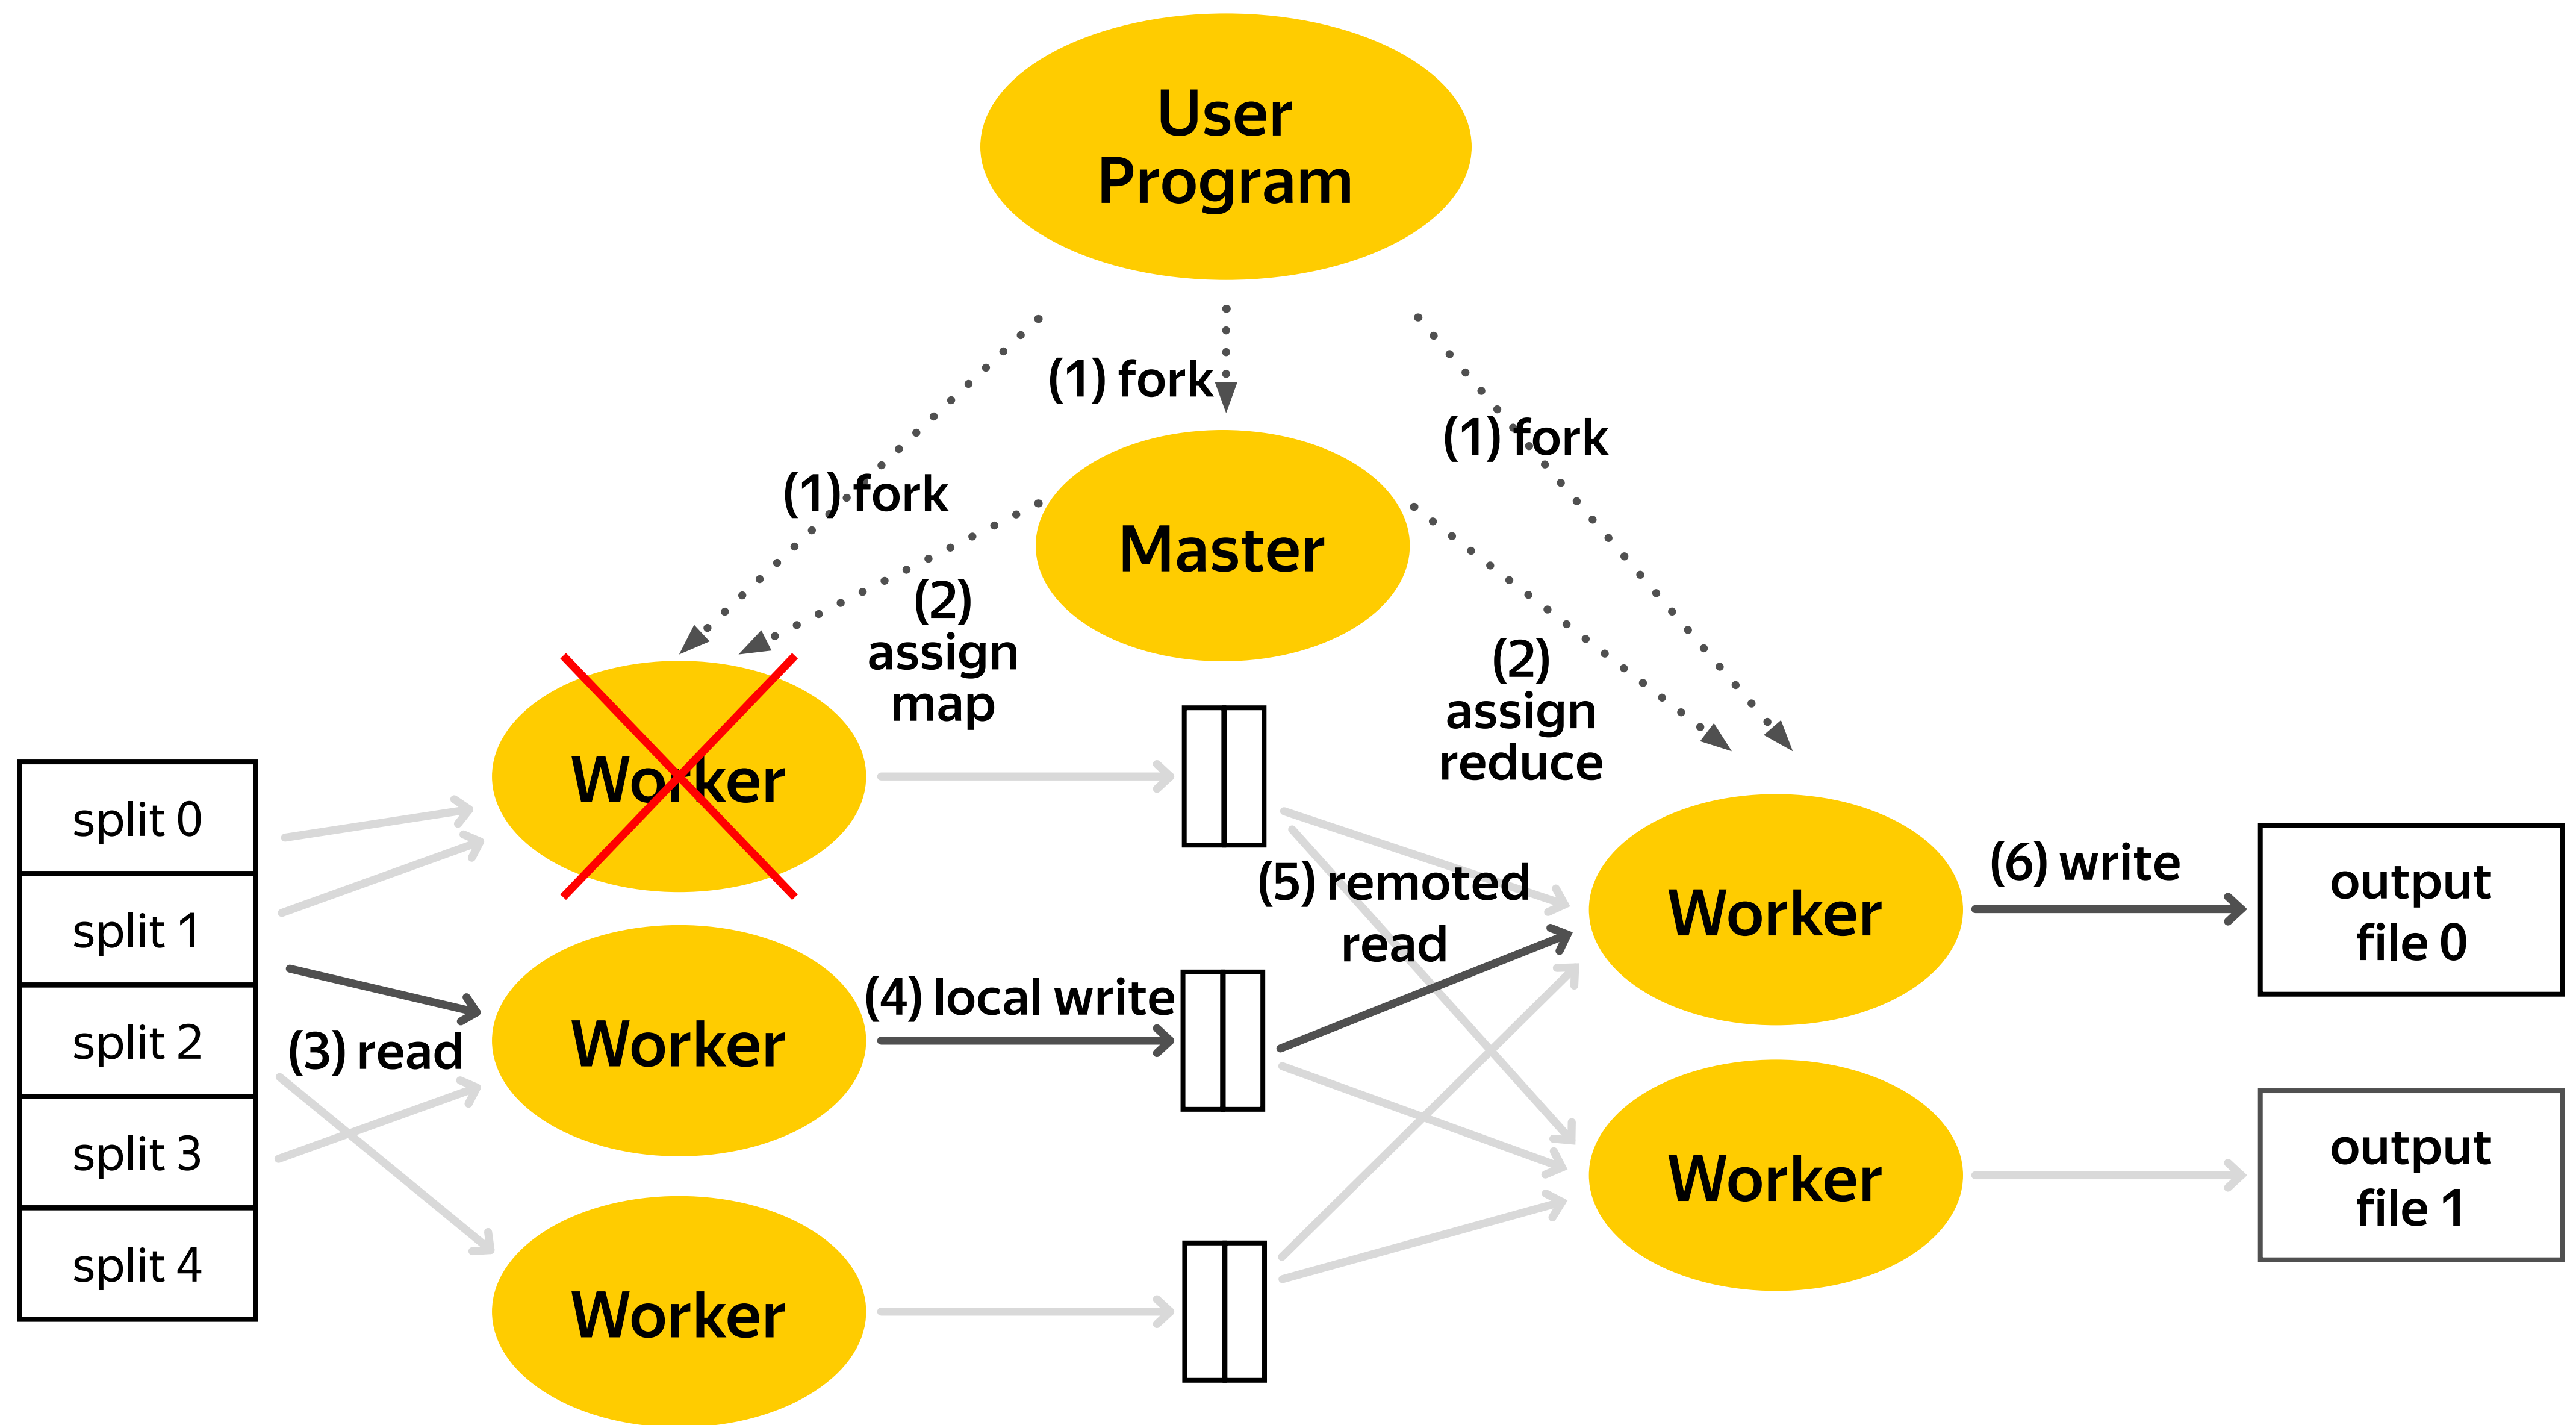 User
Program
(1) fork
(1) fork
(1) fork
Master
(2)
assign
map
(2)
assign
reduce
Worker
split 0
split 1
split 2
split 3
split 4
(3) read
Worker
(4) local write
Worker
(5) remoted
read
Worker
(6) write
output
file 0
Worker
output
file 1